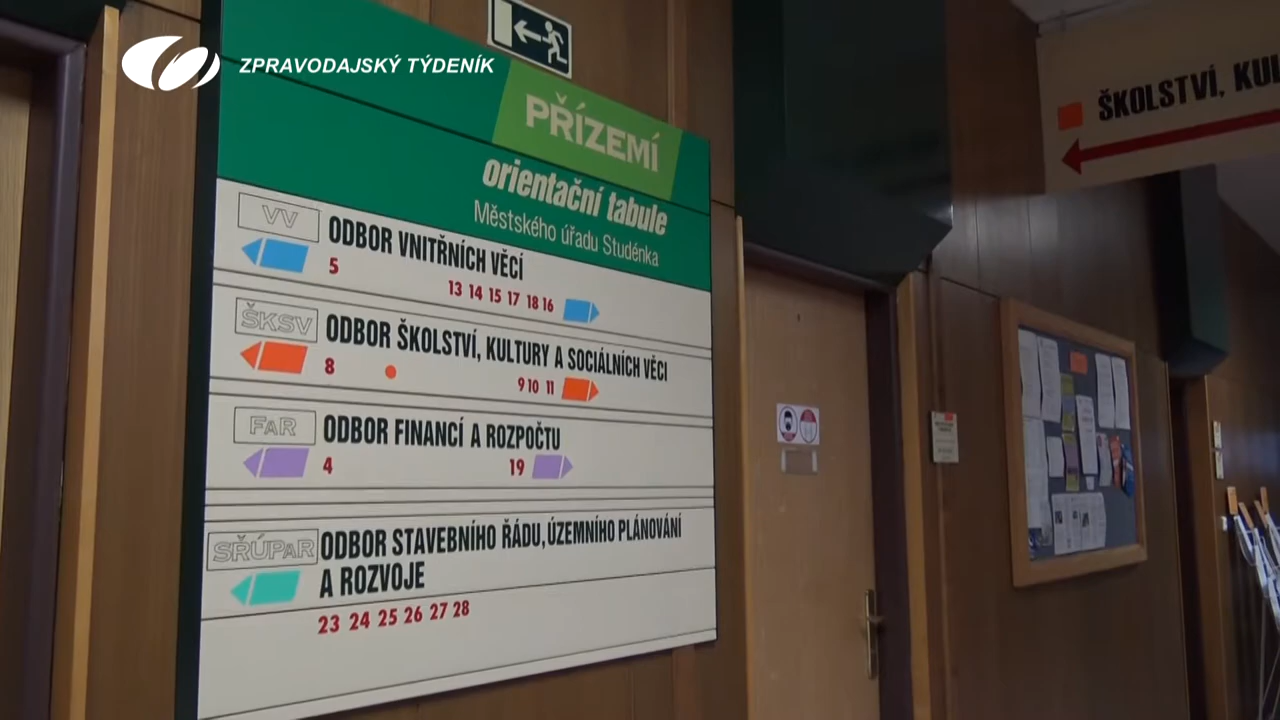 ZPRAVODAJSKÝ TÝDENÍK
PŘÍZEMÍ
orientační tabule
Městského úřadu Studénka
VV
ODBOR VNITŘNÍCH VĚCÍ
5
13 14 15 17 18 16
ŠKSV
ODBOR ŠKOLSTVÍ, KULTURY A SOCIÁLNÍCH VĚCI
8
9 10 11
FAR
ODBOR FINANCÍ A ROZPOČTU
4
19
SŘÚPAR
ODBOR STAVEBNÍHO ŘÁDU, ÚZEMNÍHO PLÁNOVÁNÍ
A ROZVOJE
23 24 25 26 27 28
ŠKOLSTVÍ, KUL